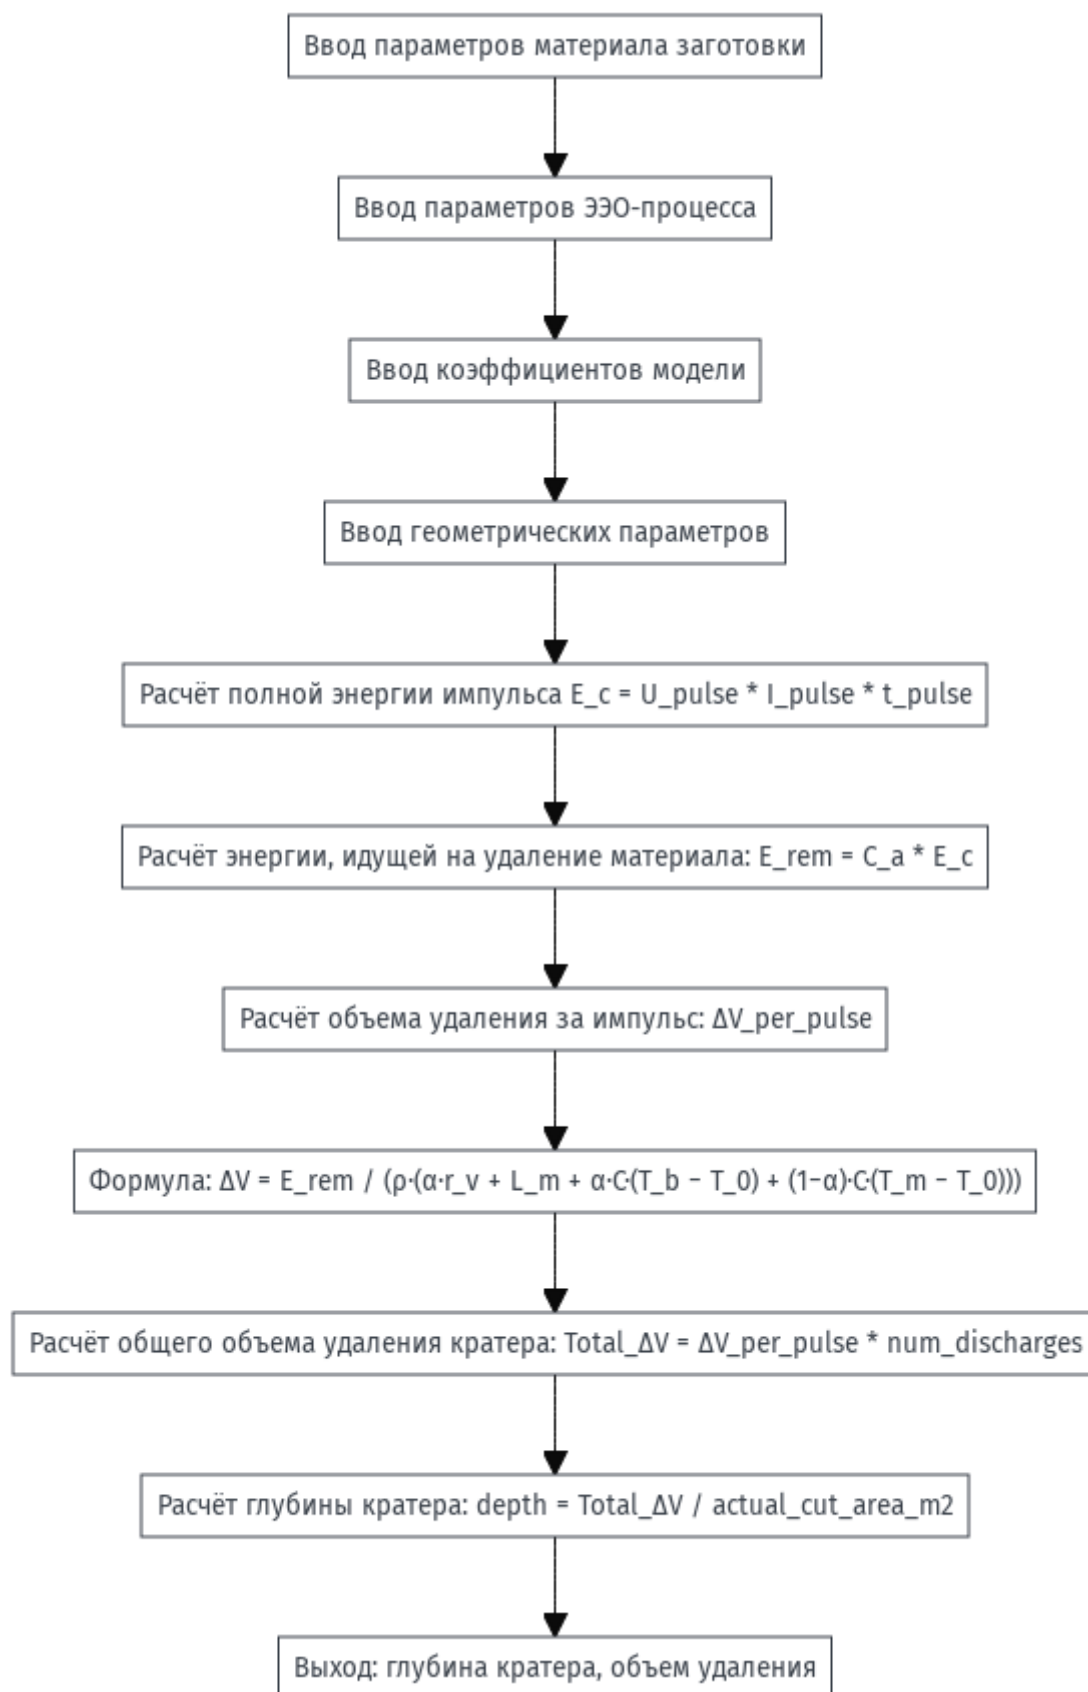 Ввод параметров материала заготовки
Ввод параметров ЭЭО-процесса
Ввод коэффициентов модели
Ввод геометрических параметров
Расчёт полной энергии импульса E_c = U_pulse * I_pulse * t_pulse
Расчёт энергии, идущей на удаление материала: E_rem = C_a * E_c
Расчёт объема удаления за импульс: ΔV_per_pulse
Формула: ΔV = E_rem / (ρ·(α·r_v + L_m + α·C·(T_b − T_0) + (1−α)·C·(T_m − T_0)))
Расчёт общего объема удаления кратера: Total_ΔV = ΔV_per_pulse * num_discharges
Расчёт глубины кратера: depth = Total_ΔV / actual_cut_area_m2
Выход: глубина кратера, объем удаления